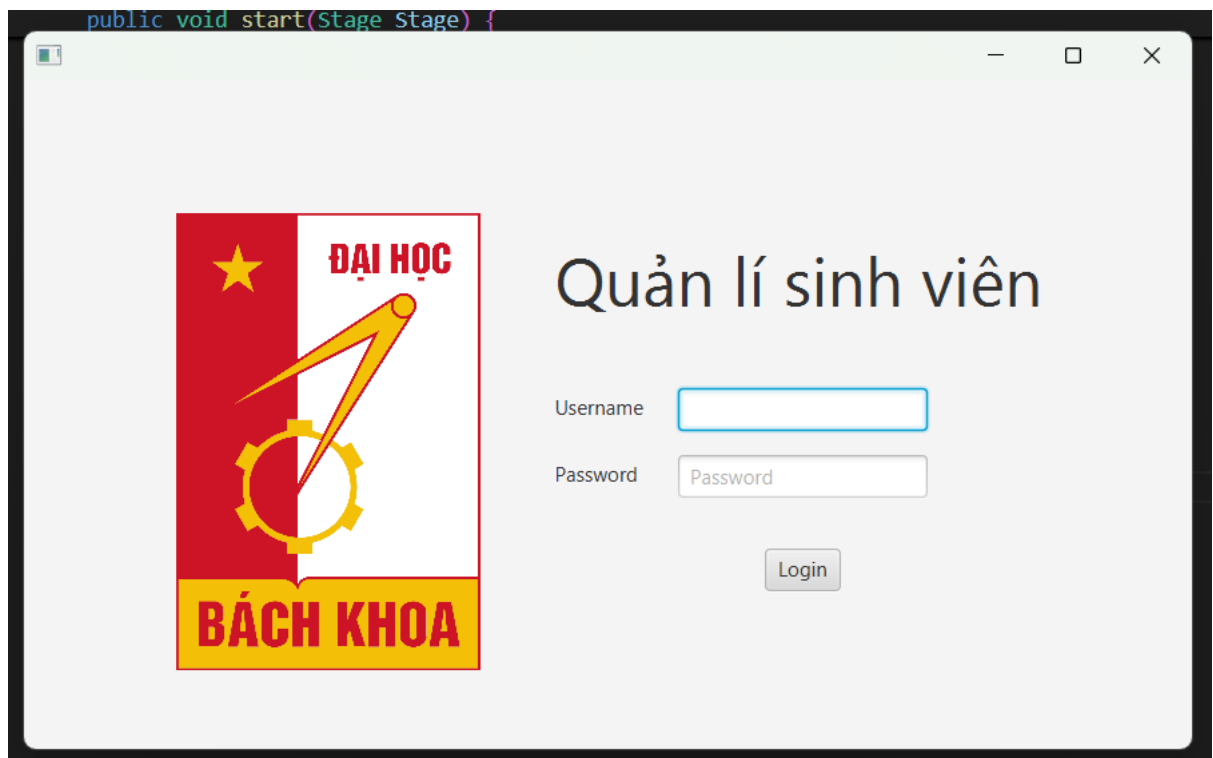 public void start(Stage Stage) {
ĐẠI HỌC
BÁCH KHOA
Quản lí sinh viên
Username
Password
Password
Login